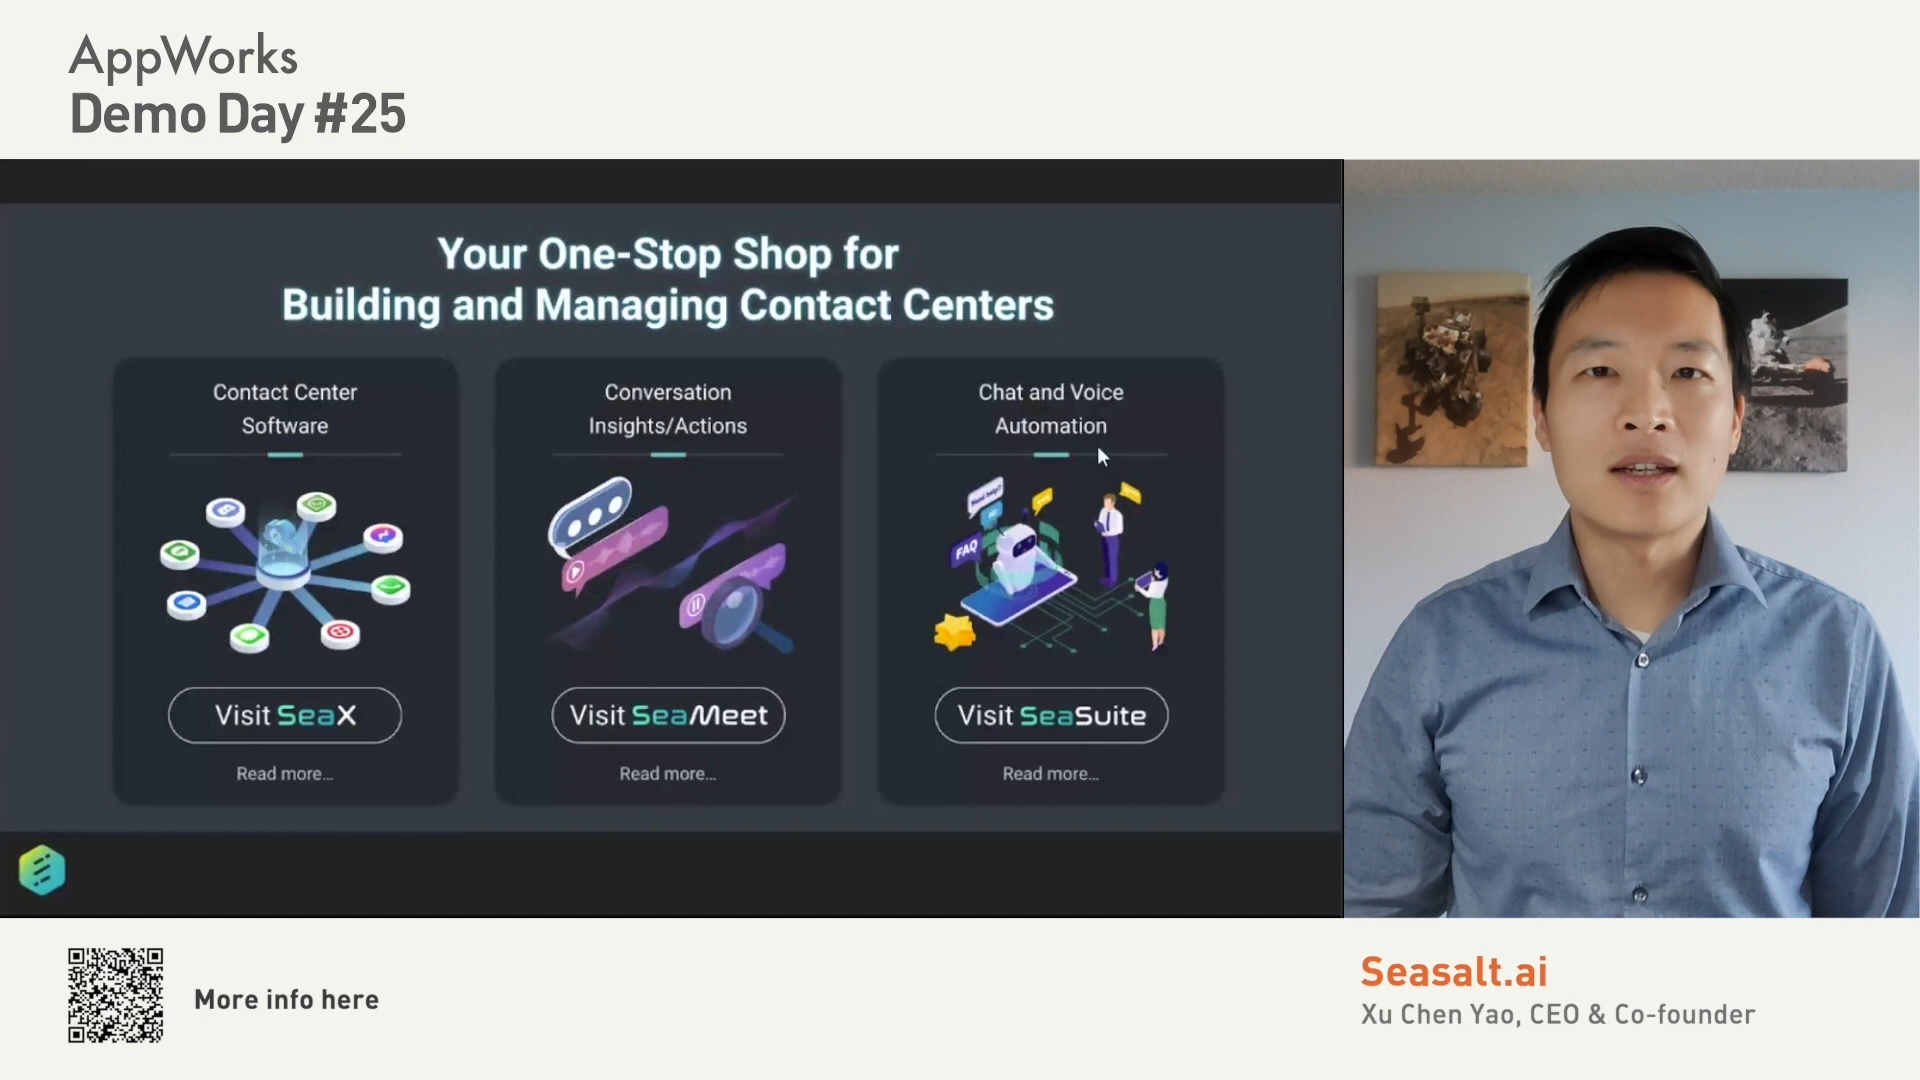 AppWorks
Demo Day #25
Your One-Stop Shop for
Building and Managing Contact Centers
Contact Center
Software
Conversation
Insights/Actions
Chat and Voice
Automation
Need help?
FAQ
Visit SeaX
Visit SeaMeet
Visit SeaSuite
Read more...
Read more...
Read more...
More info here
Seasalt.ai
Xu Chen Yao, CEO & Co-founder